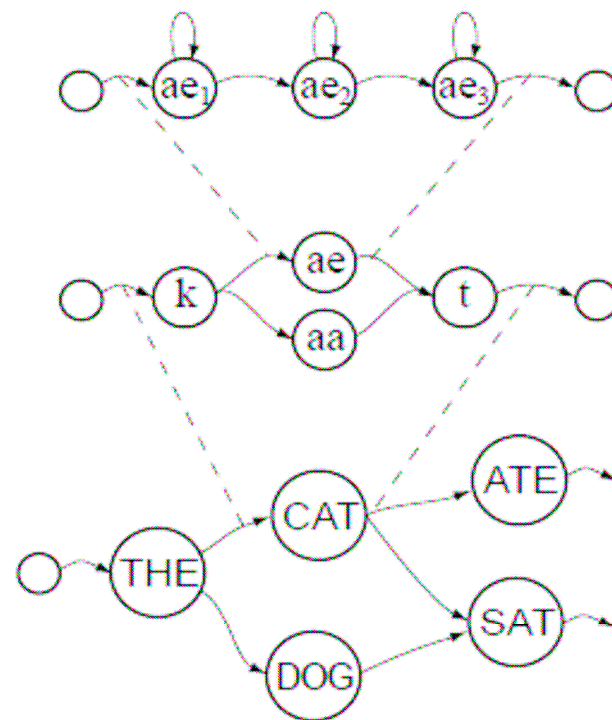 ae₁ ae₂ ae₃
ae
k t
aa
ATE
CAT
THE
SAT
DOG